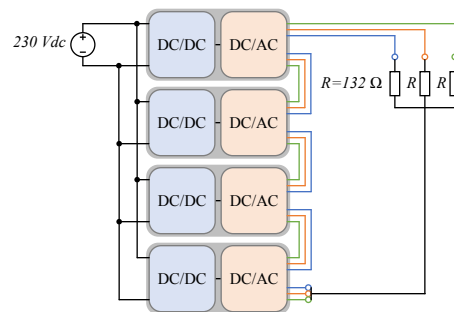 230 Vdc
DC/DC
DC/AC
R=132 Ω
R
R
DC/DC
DC/AC
DC/DC
DC/AC
DC/DC
DC/AC